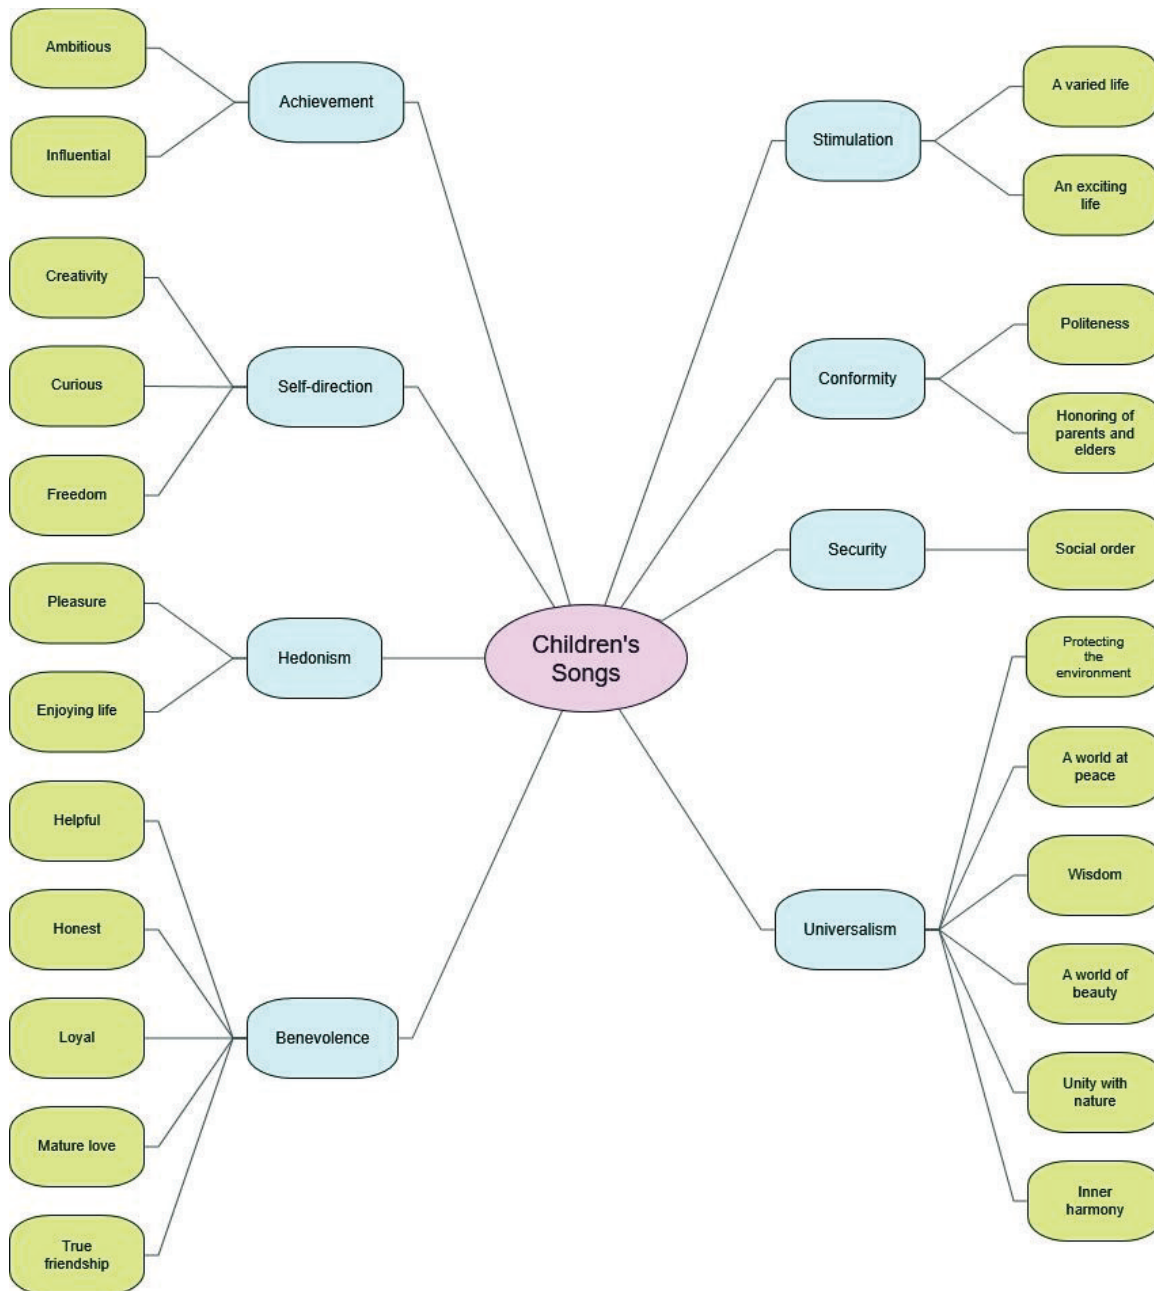 Ambitious
Achievement
Influential
Creativity
Curious
Self-direction
Freedom
Pleasure
Hedonism
Enjoying life
Helpful
Honest
Loyal
Benevolence
Mature love
True
friendship
Children's
Songs
Stimulation
A varied life
An exciting
life
Conformity
Politeness
Honoring of
parents and
elders
Security
Social order
Universalism
Protecting
the
environment
A world at
peace
Wisdom
A world of
beauty
Unity with
nature
Inner
harmony